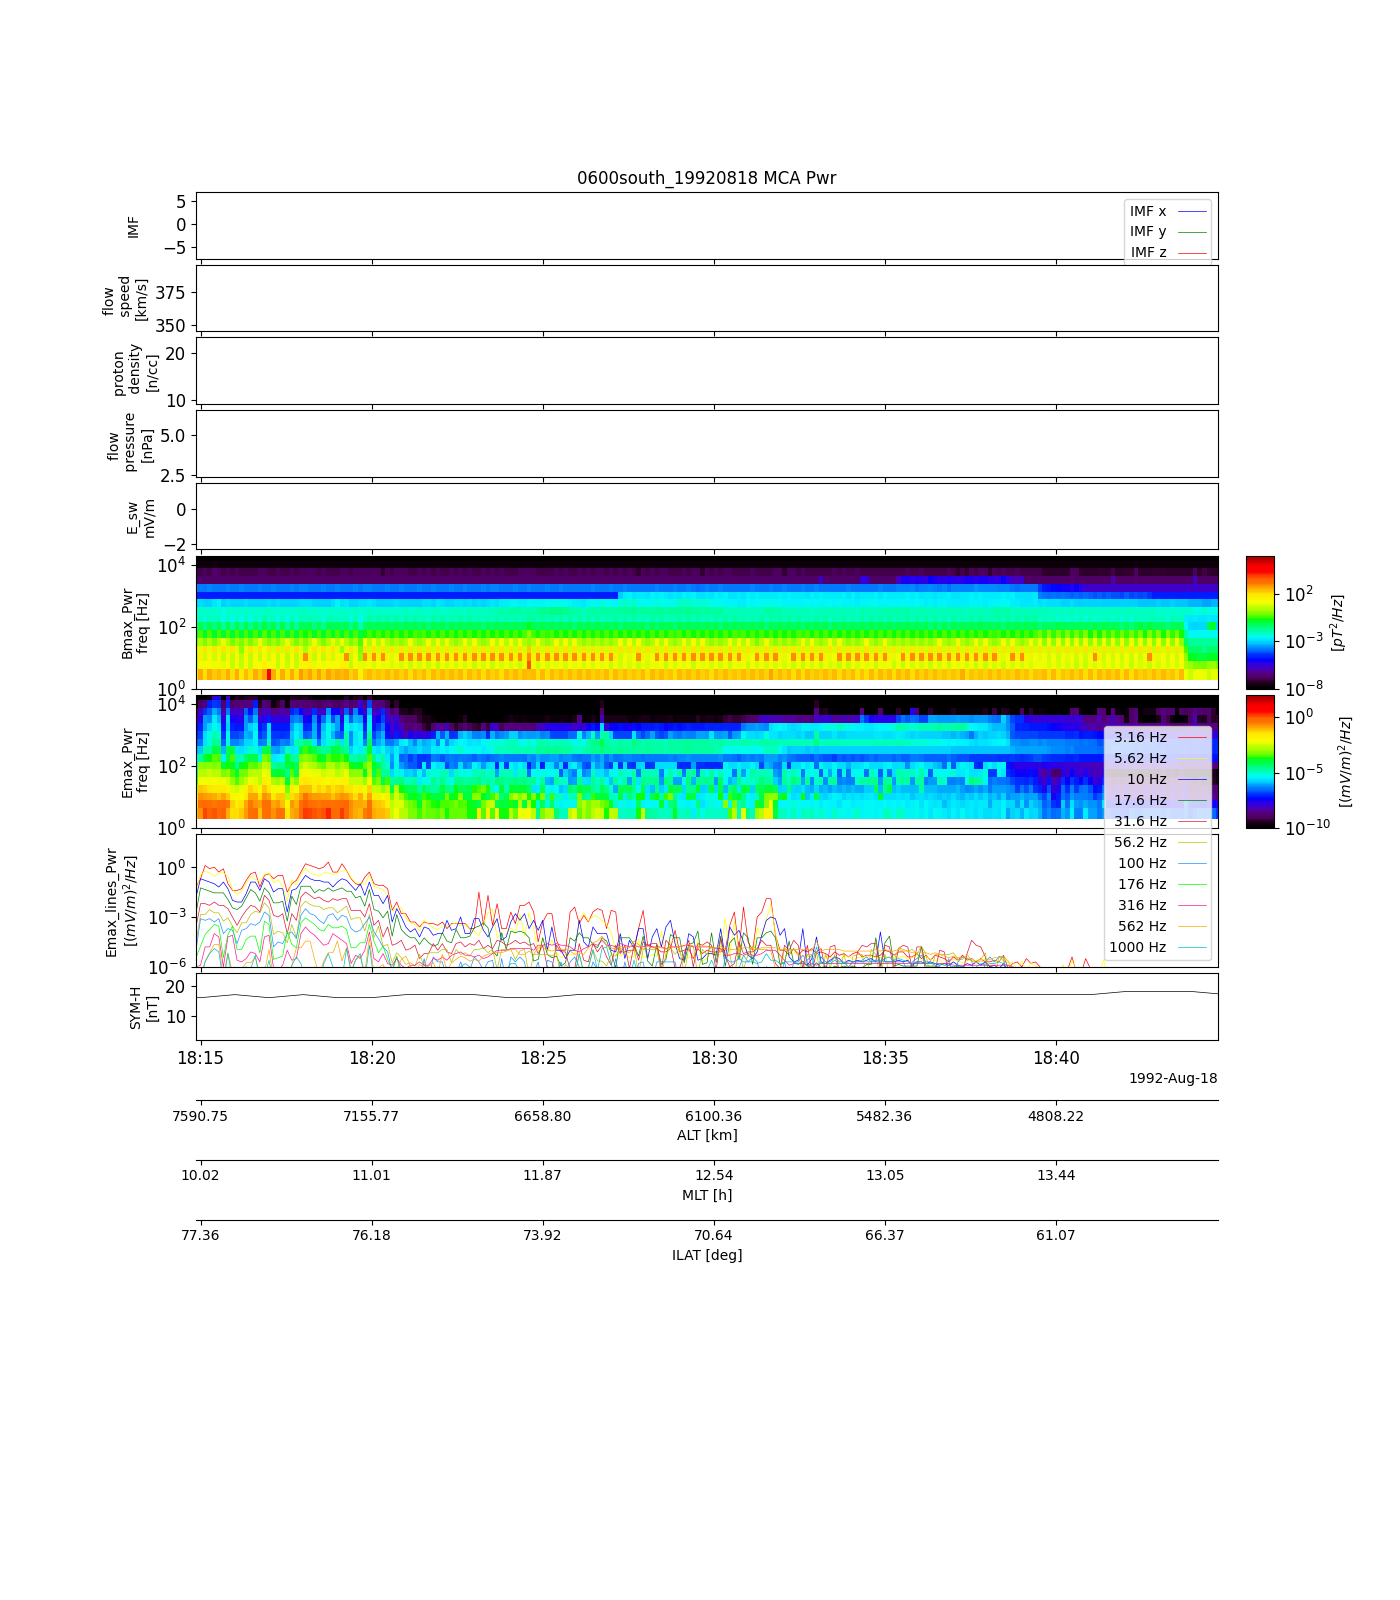 0600south_19920818 MCA Pwr
5
0
−5
IMF
IMF x
IMF y
IMF z
375
350
flow
speed
[km/s]
20
10
proton
density
[n/cc]
5.0
2.5
flow
pressure
[nPa]
0
−2
E_sw
mV/m
10^4
10^2
10^0
Bmax_Pwr
freq [Hz]
10^2
10^−3
10^−8
[pT^2/Hz]
10^4
10^2
10^0
Emax_Pwr
freq [Hz]
10^0
10^−5
10^−10
[(mV/m)^2/Hz]
3.16 Hz
5.62 Hz
10 Hz
17.6 Hz
31.6 Hz
56.2 Hz
100 Hz
176 Hz
316 Hz
562 Hz
1000 Hz
10^0
10^−3
10^−6
Emax_lines_Pwr
[(mV/m)^2/Hz]
20
10
SYM-H
[nT]
18:15 18:20 18:25 18:30 18:35 18:40
1992-Aug-18
7590.75 7155.77 6658.80 6100.36 5482.36 4808.22
ALT [km]
10.02 11.01 11.87 12.54 13.05 13.44
MLT [h]
77.36 76.18 73.92 70.64 66.37 61.07
ILAT [deg]